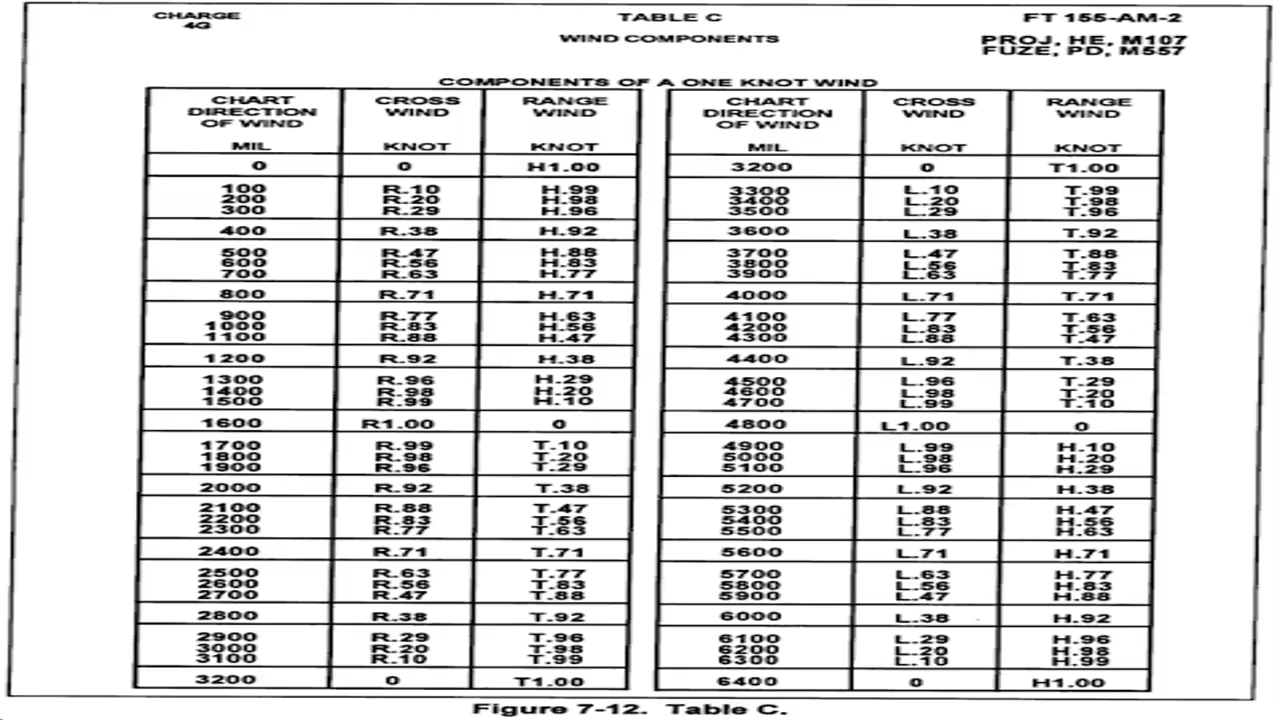 CHARGE TABLE C FT 155-AM-2
4G
WIND COMPONENTS PROJ, HE, M107
FUZE, PD, M557
COMPONENTS OF A ONE KNOT WIND
CHART CROSS RANGE CHART CROSS RANGE
DIRECTION WIND WIND DIRECTION WIND WIND
OF WIND OF WIND
MIL KNOT KNOT MIL KNOT KNOT
0 0 H1.00 3200 0 T1.00
100 R.10 H.99 3300 L.10 T.99
200 R.20 H.98 3400 L.20 T.98
300 R.29 H.96 3500 L.29 T.96
400 R.38 H.92 3600 L.38 T.92
500 R.47 H.88 3700 L.47 T.88
600 R.56 H.83 3800 L.56 T.83
700 R.63 H.77 3900 L.63 T.77
800 R.71 H.71 4000 L.71 T.71
900 R.77 H.63 4100 L.77 T.63
1000 R.83 H.56 4200 L.83 T.56
1100 R.88 H.47 4300 L.88 T.47
1200 R.92 H.38 4400 L.92 T.38
1300 R.96 H.29 4500 L.96 T.29
1400 R.98 H.20 4600 L.98 T.20
1500 R.99 H.10 4700 L.99 T.10
1600 R1.00 0 4800 L1.00 0
1700 R.99 T.10 4900 L.99 H.10
1800 R.98 T.20 5000 L.98 H.20
1900 R.96 T.29 5100 L.96 H.29
2000 R.92 T.38 5200 L.92 H.38
2100 R.88 T.47 5300 L.88 H.47
2200 R.83 T.56 5400 L.83 H.56
2300 R.77 T.63 5500 L.77 H.63
2400 R.71 T.71 5600 L.71 H.71
2500 R.63 T.77 5700 L.63 H.77
2600 R.56 T.83 5800 L.56 H.83
2700 R.47 T.88 5900 L.47 H.88
2800 R.38 T.92 6000 L.38 H.92
2900 R.29 T.96 6100 L.29 H.96
3000 R.20 T.98 6200 L.20 H.98
3100 R.10 T.99 6300 L.10 H.99
3200 0 T1.00 6400 0 H1.00
Figure 7-12. Table C.